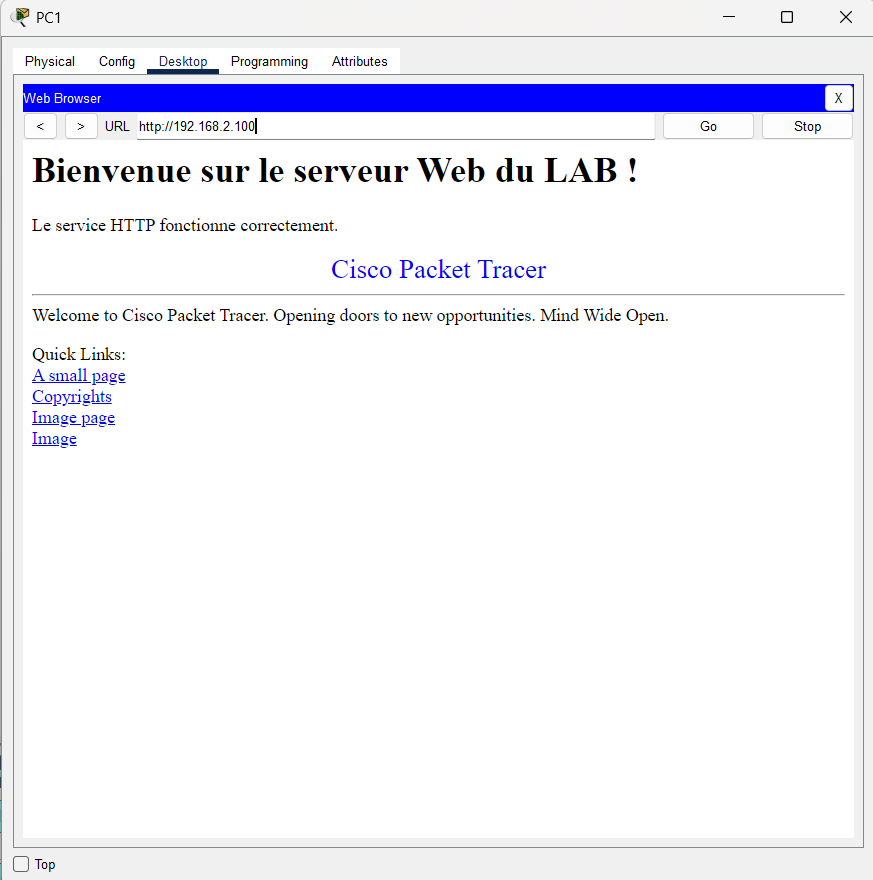 PC1
Physical Config Desktop Programming Attributes
Web Browser X
< > URL http://192.168.2.100 Go Stop
Bienvenue sur le serveur Web du LAB !
Le service HTTP fonctionne correctement.
Cisco Packet Tracer
Welcome to Cisco Packet Tracer. Opening doors to new opportunities. Mind Wide Open.
Quick Links:
A small page
Copyrights
Image page
Image
Top